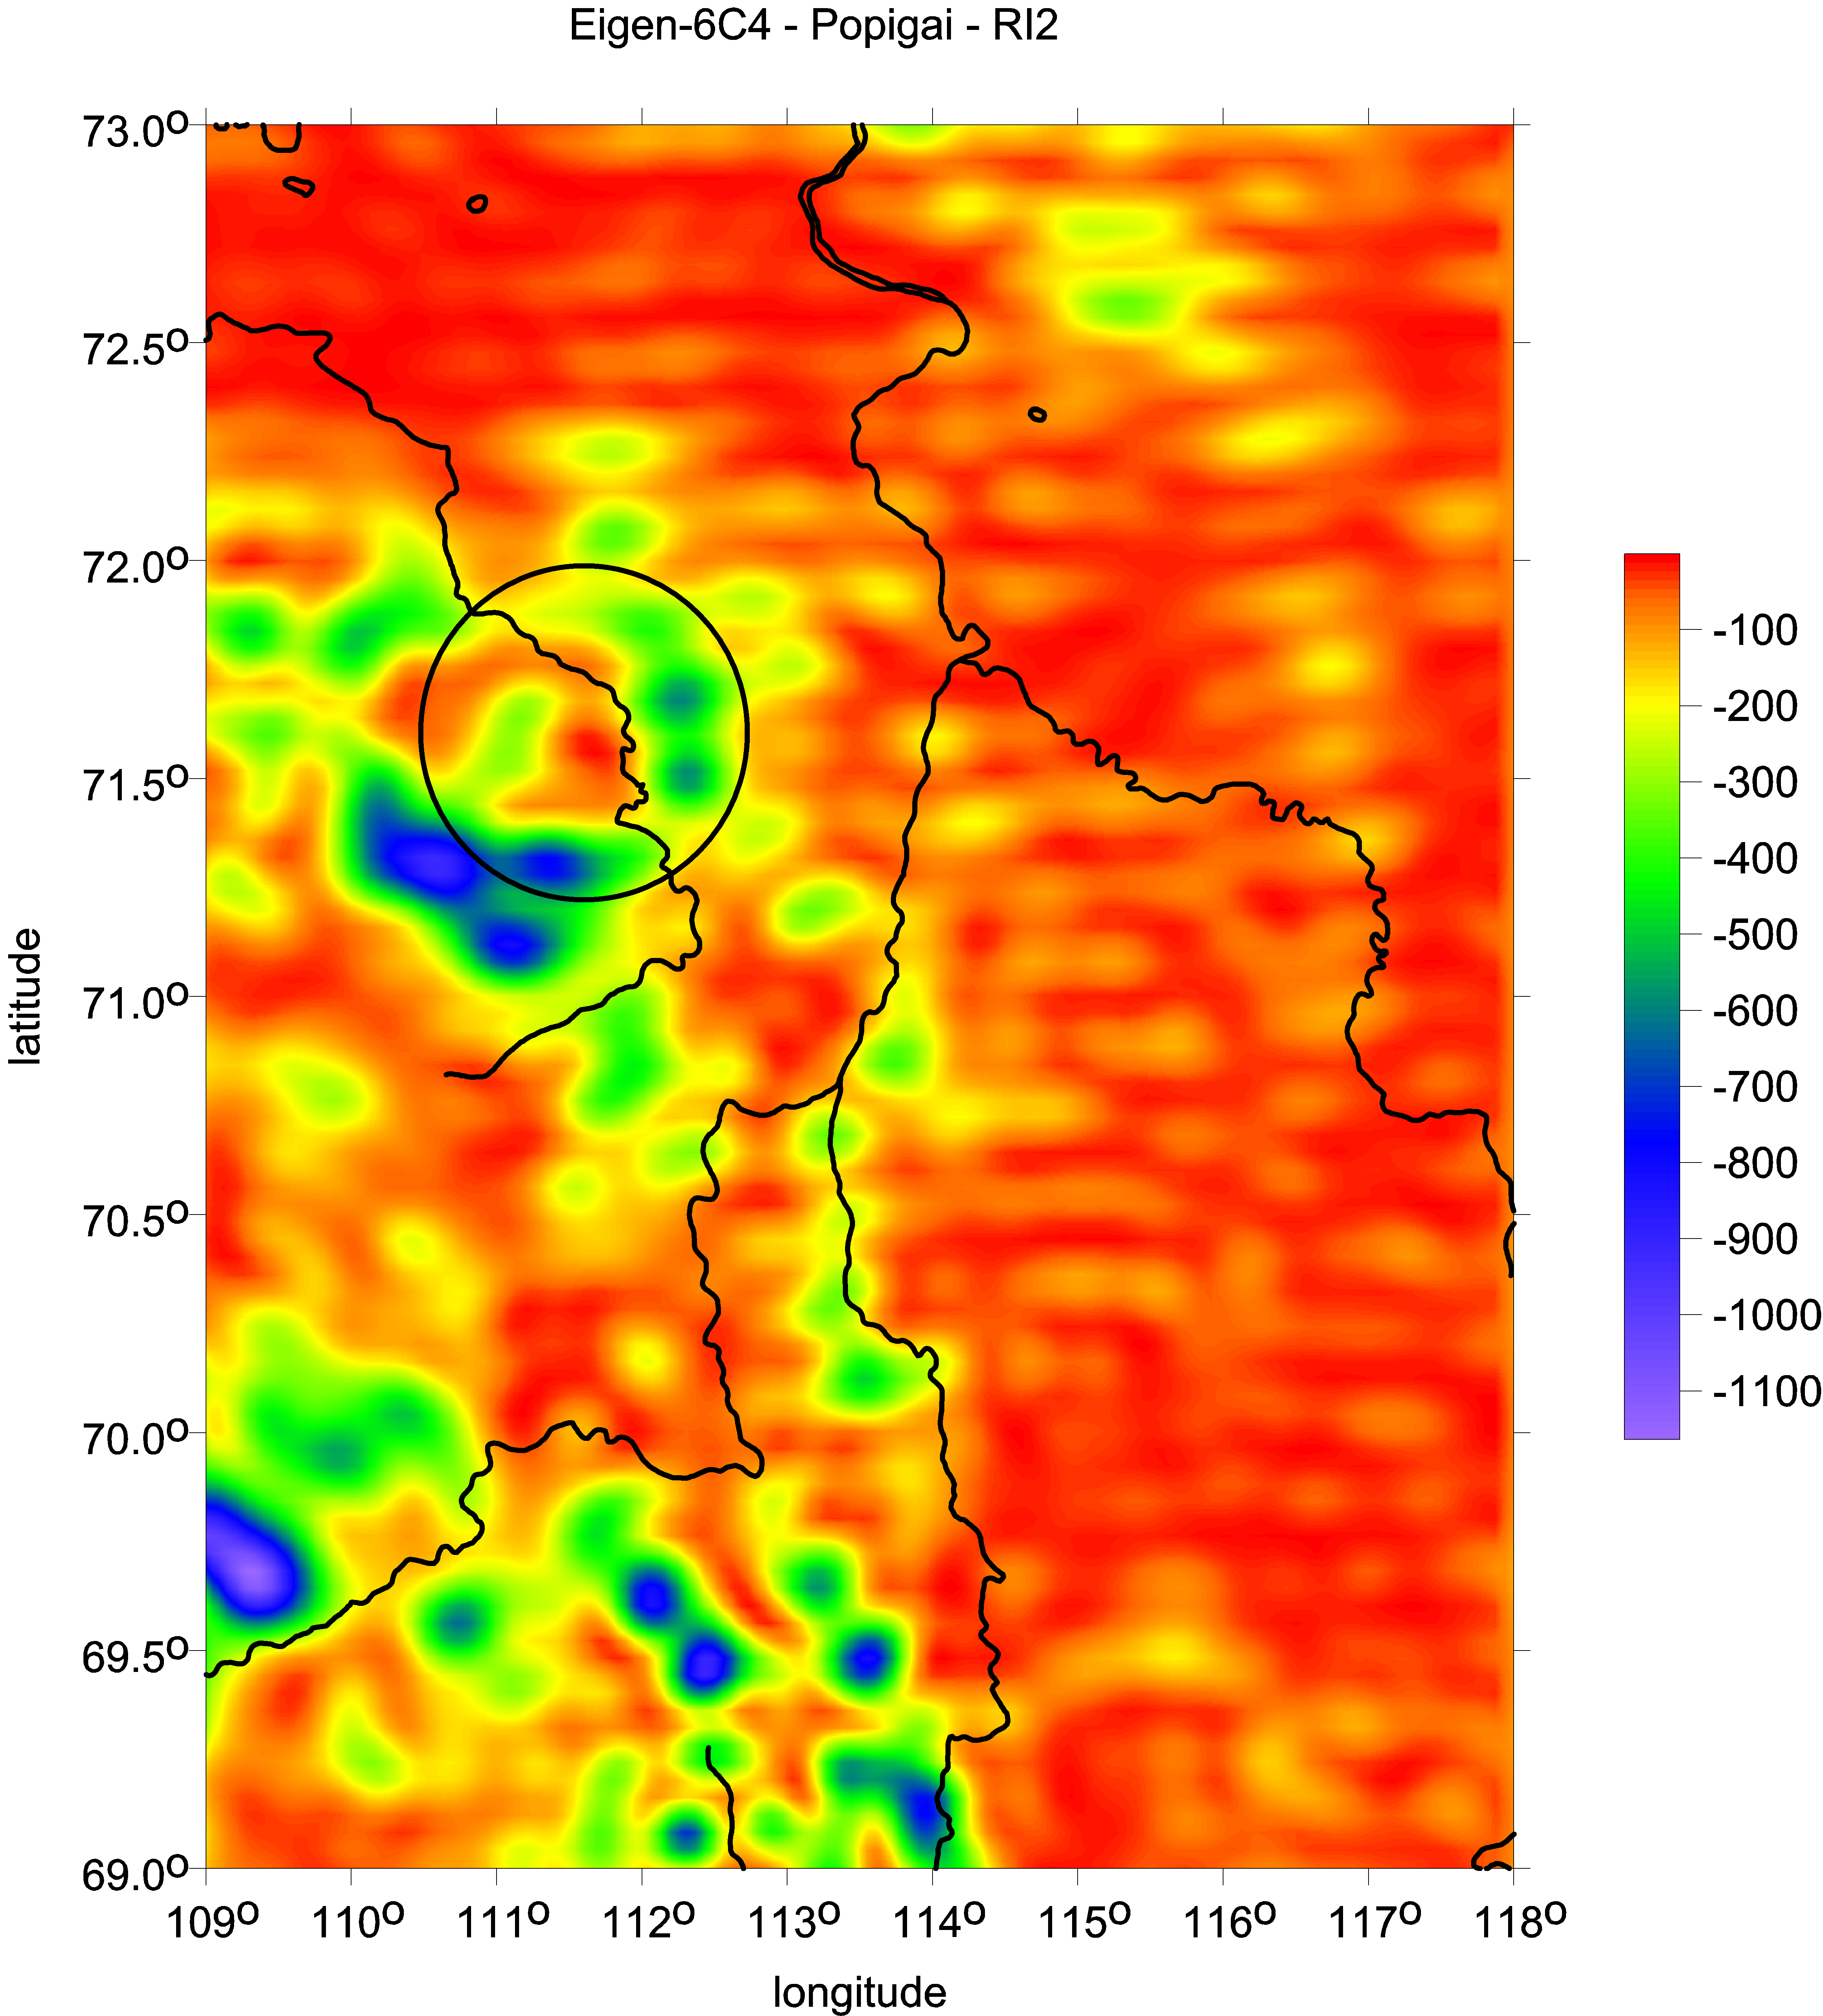 Eigen-6C4 - Popigai - RI2
73.0º
72.5º
72.0º
71.5º
71.0º
70.5º
70.0º
69.5º
69.0º
latitude
109º 110º 111º 112º 113º 114º 115º 116º 117º 118º
longitude
-100
-200
-300
-400
-500
-600
-700
-800
-900
-1000
-1100